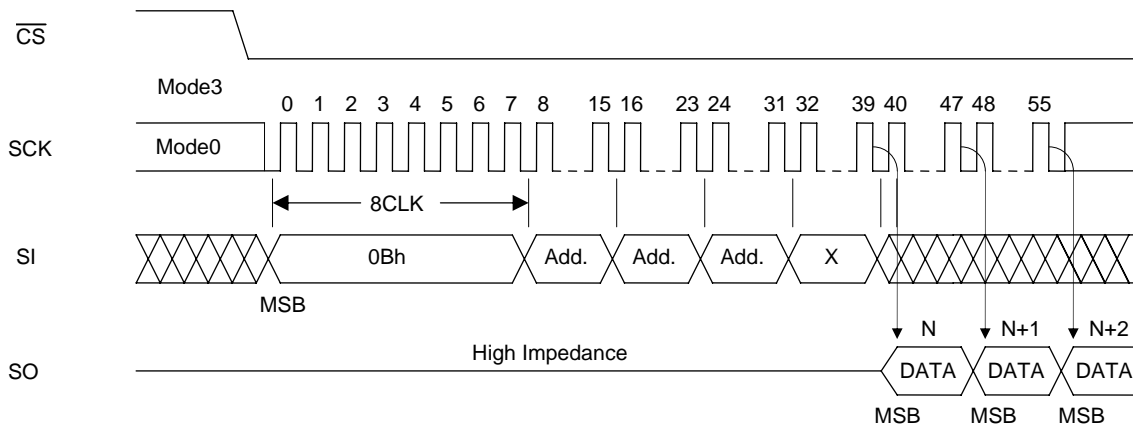 CS
Mode3
0 1 2 3 4 5 6 7 8 15 16 23 24 31 32 39 40 47 48 55
SCK
Mode0
8CLK
SI
0Bh
Add.
Add.
Add.
X
MSB
N
N+1
N+2
High Impedance
SO
DATA
DATA
DATA
MSB
MSB
MSB